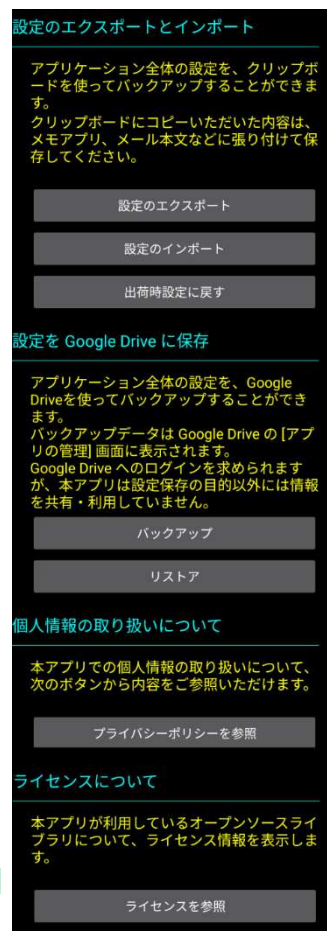 設定のエクスポートとインポート
アプリケーション全体の設定を、クリップボ
ードを使ってバックアップすることができま
す。
クリップボードにコピーいただいた内容は、
メモアプリ、メール本文などに張り付けて保
存してください。
設定のエクスポート
設定のインポート
出荷時設定に戻す
設定を Google Drive に保存
アプリケーション全体の設定を、Google
Driveを使ってバックアップすることができ
ます。
バックアップデータは Google Drive の [アプ
リの管理] 画面に表示されます。
Google Drive へのログインを求められます
が、本アプリは設定保存の目的以外には情報
を共有・利用していません。
バックアップ
リストア
個人情報の取り扱いについて
本アプリでの個人情報の取り扱いについて、
次のボタンから内容をご参照いただけます。
プライバシーポリシーを参照
ライセンスについて
本アプリが利用しているオープンソースライ
ブラリについて、ライセンス情報を表示しま
す。
ライセンスを参照